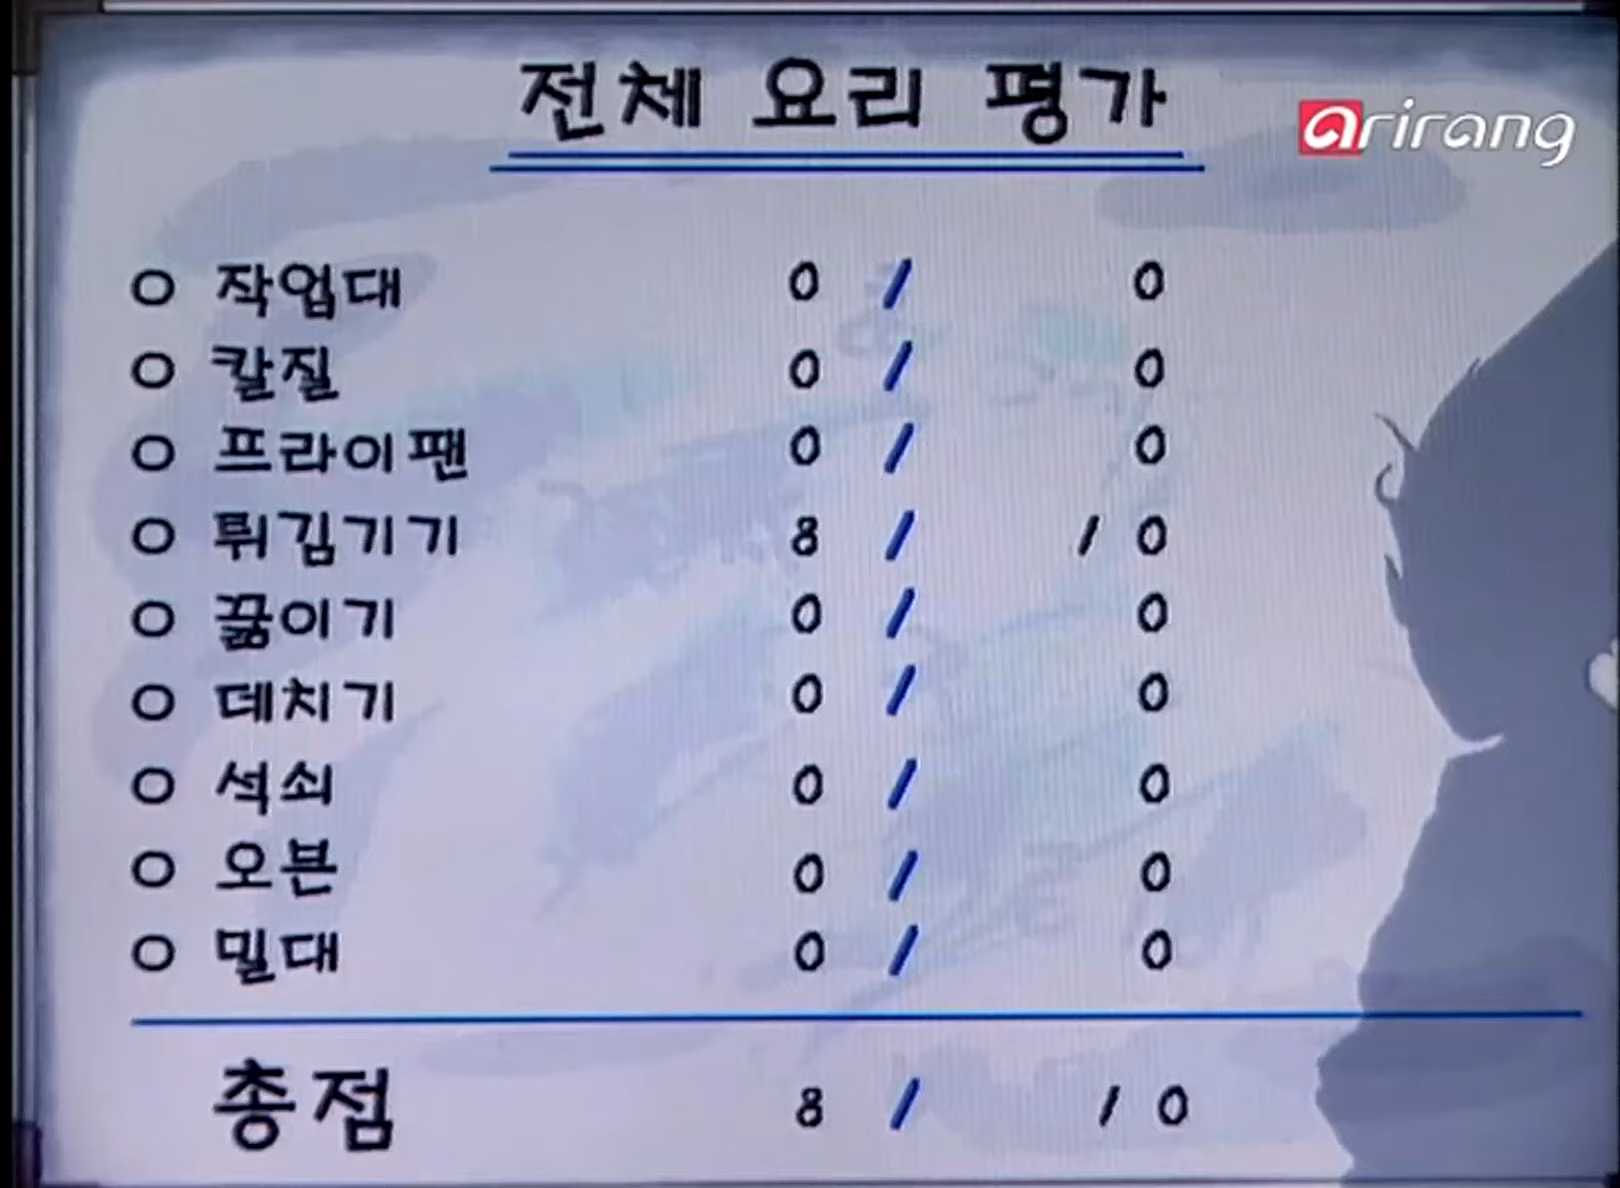 전체 요리 평가
arirang
○ 작업대 0 / 0
○ 칼질 0 / 0
○ 프라이팬 0 / 0
○ 튀김기기 8 / 10
○ 끓이기 0 / 0
○ 데치기 0 / 0
○ 석쇠 0 / 0
○ 오븐 0 / 0
○ 밀대 0 / 0
총점 8 / 10